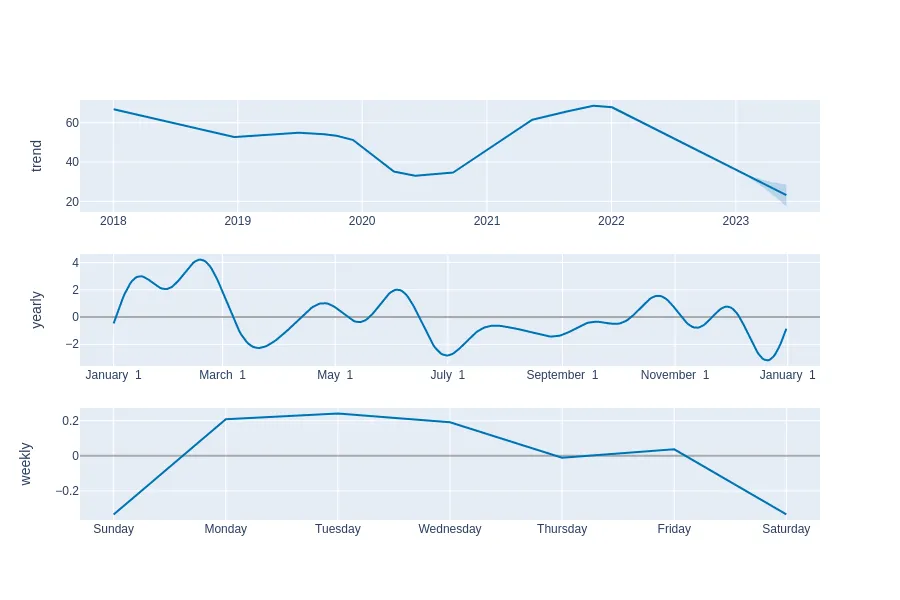 trend
60
40
20
2018 2019 2020 2021 2022 2023
yearly
4
2
0
−2
January 1 March 1 May 1 July 1 September 1 November 1 January 1
weekly
0.2
0
−0.2
Sunday Monday Tuesday Wednesday Thursday Friday Saturday